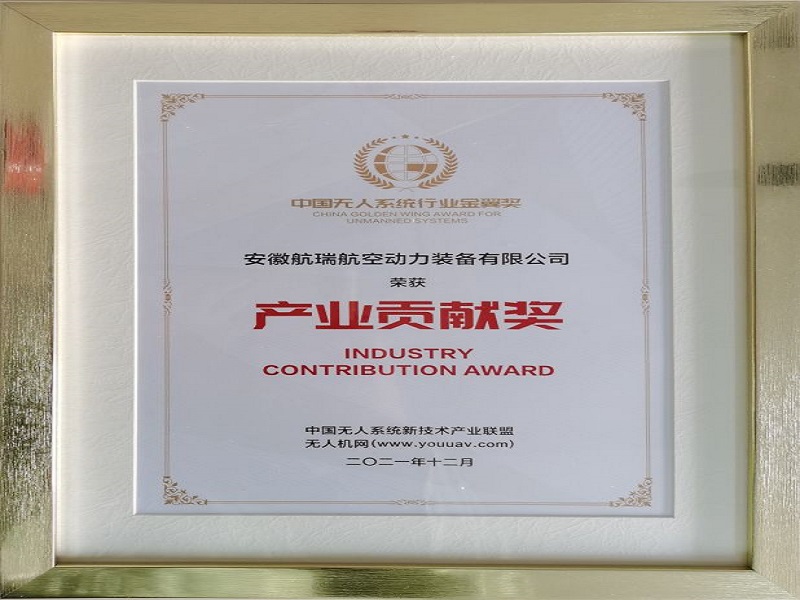 中国无人系统行业金翼奖
CHINA GOLDEN WING AWARD FOR
UNMANNED SYSTEMS
安徽航瑞航空动力装备有限公司
荣获
产业贡献奖
INDUSTRY
CONTRIBUTION AWARD
中国无人系统新技术产业联盟
无人机网(www.youuav.com)
二〇二一年十二月